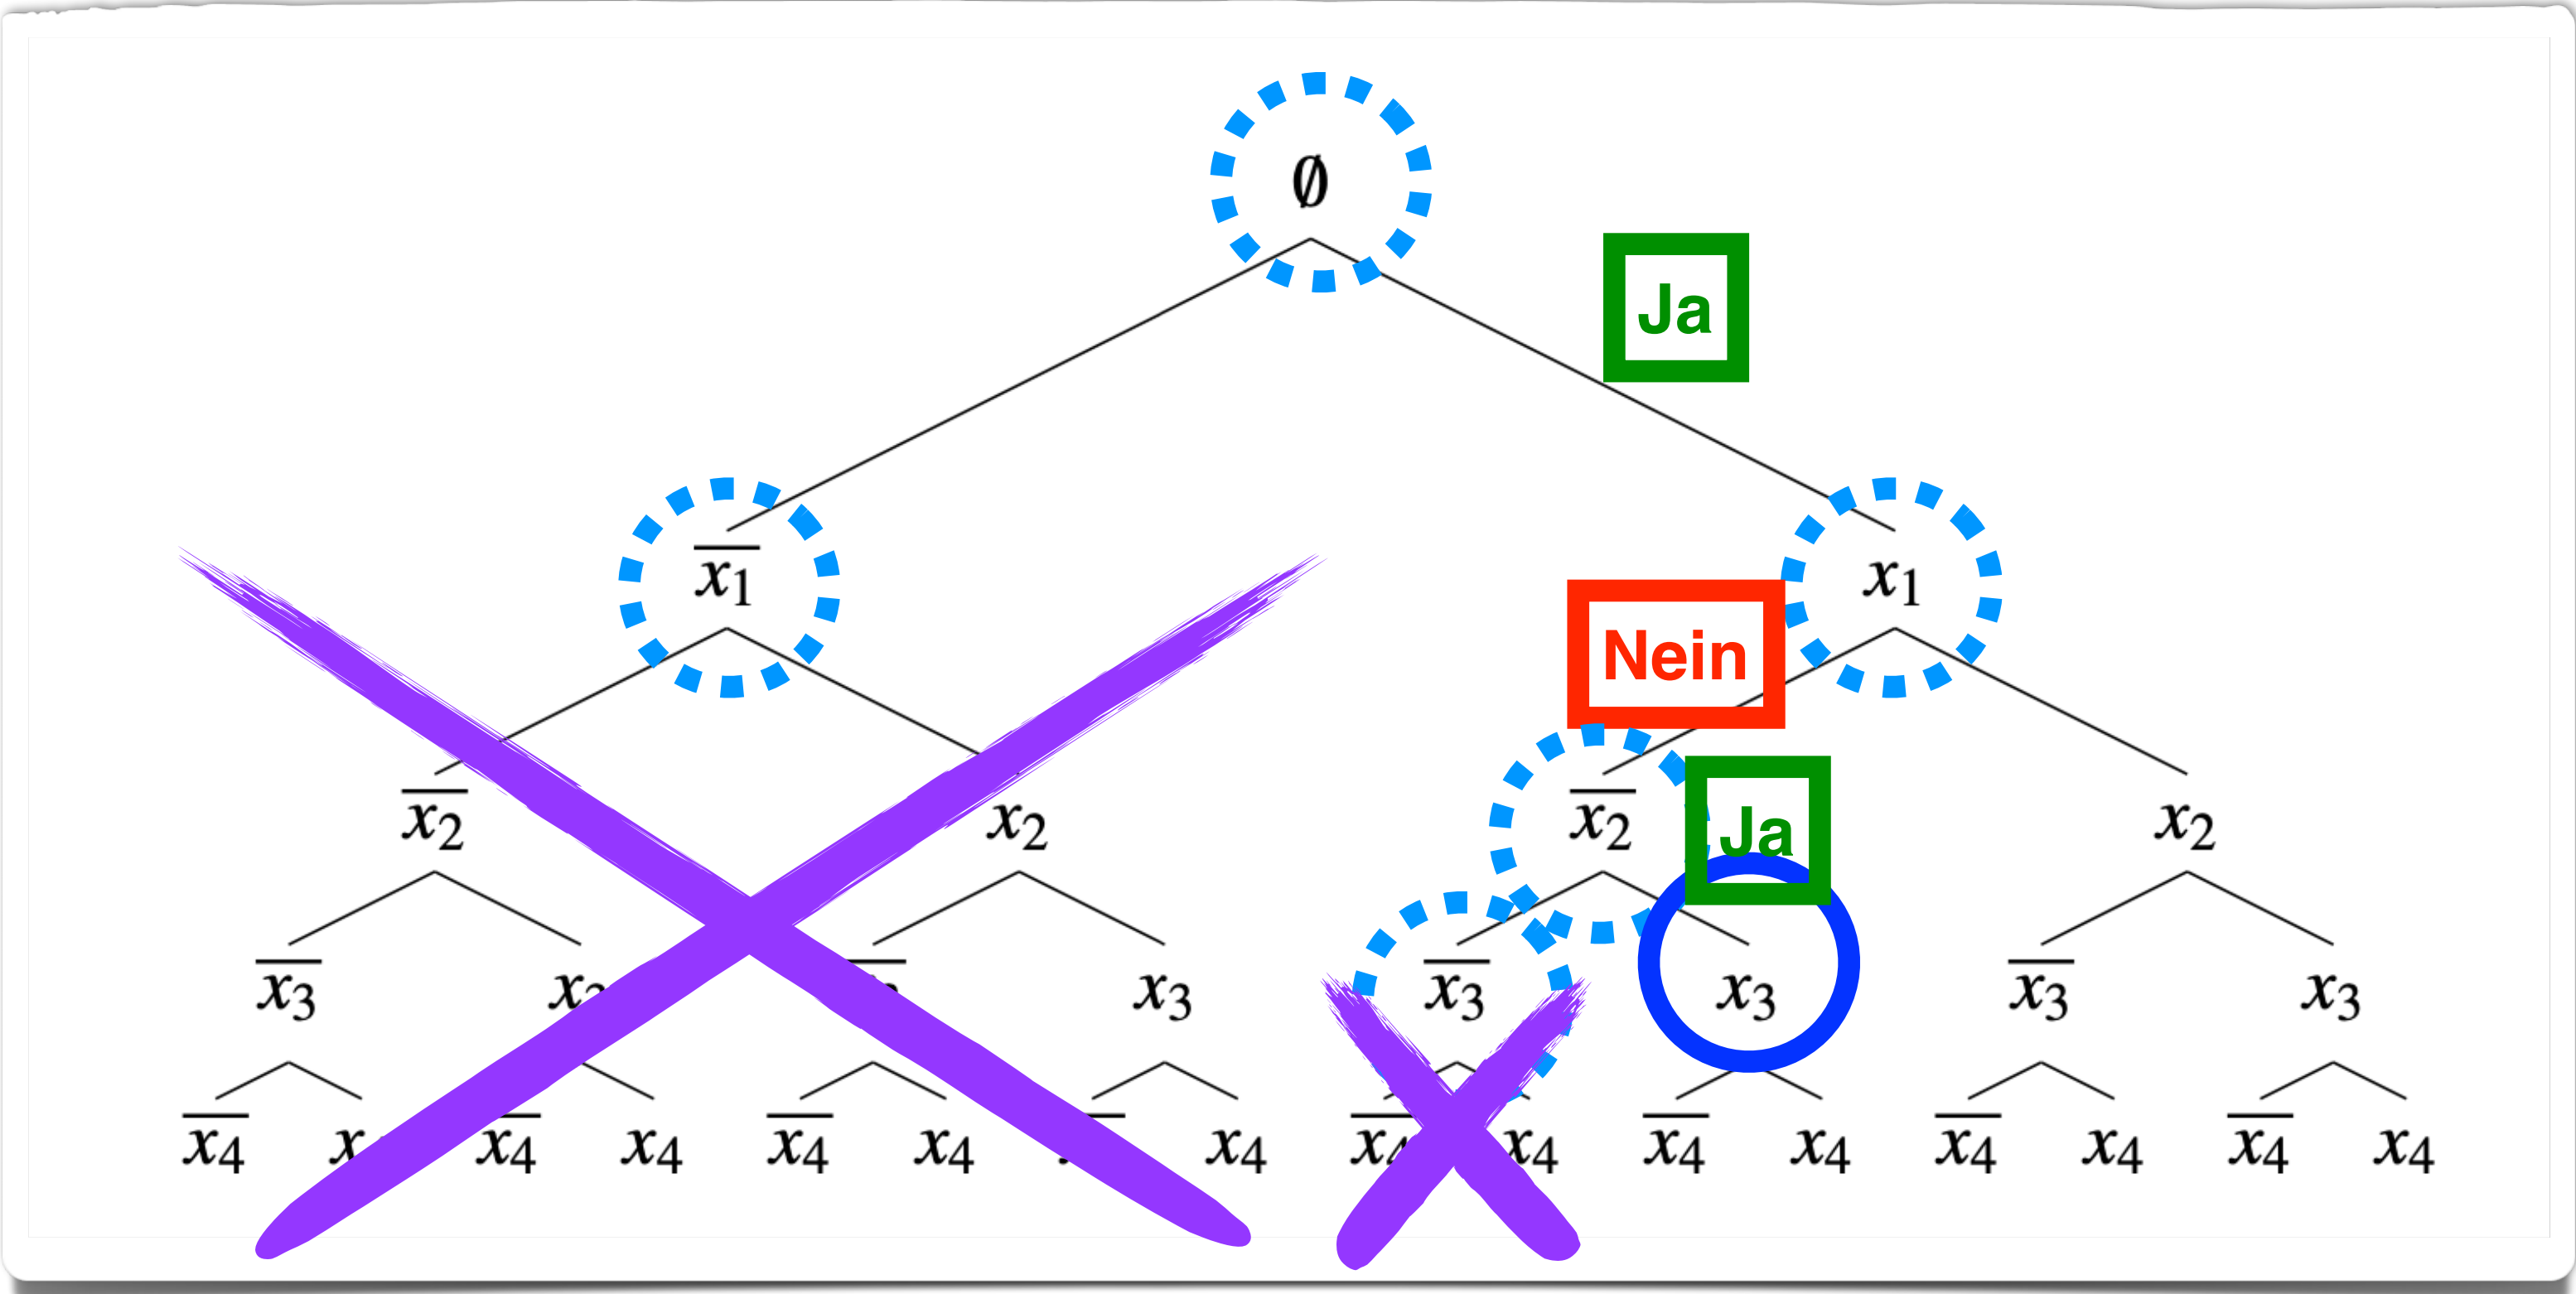 ∅
Ja
x̅₁ x₁
Nein
x̅₂ x₂ x̅₂ Ja x₂
x̅₃ x₃ x̅₃ x₃ x̅₃ x₃
x̅₄ x̅₄ x₄ x̅₄ x₄ x₄ x̅₄ x₄ x̅₄ x₄ x̅₄ x₄ x̅₄ x₄